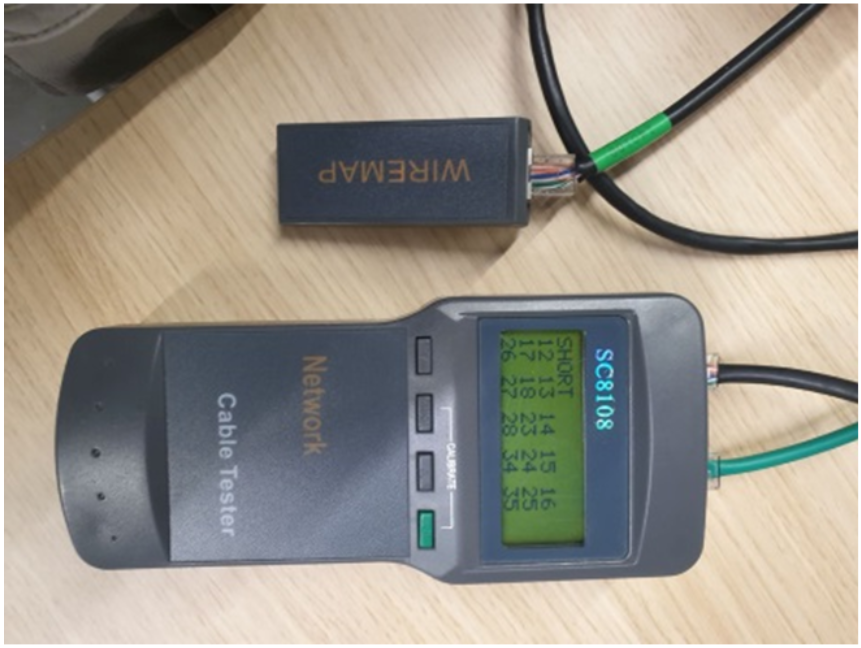 WIREMAP
SC8108
SHORT
12 13 14 15 16
17 18 23 24 25
26 27 28 34 35
CALIBRATE
Network
Cable Tester